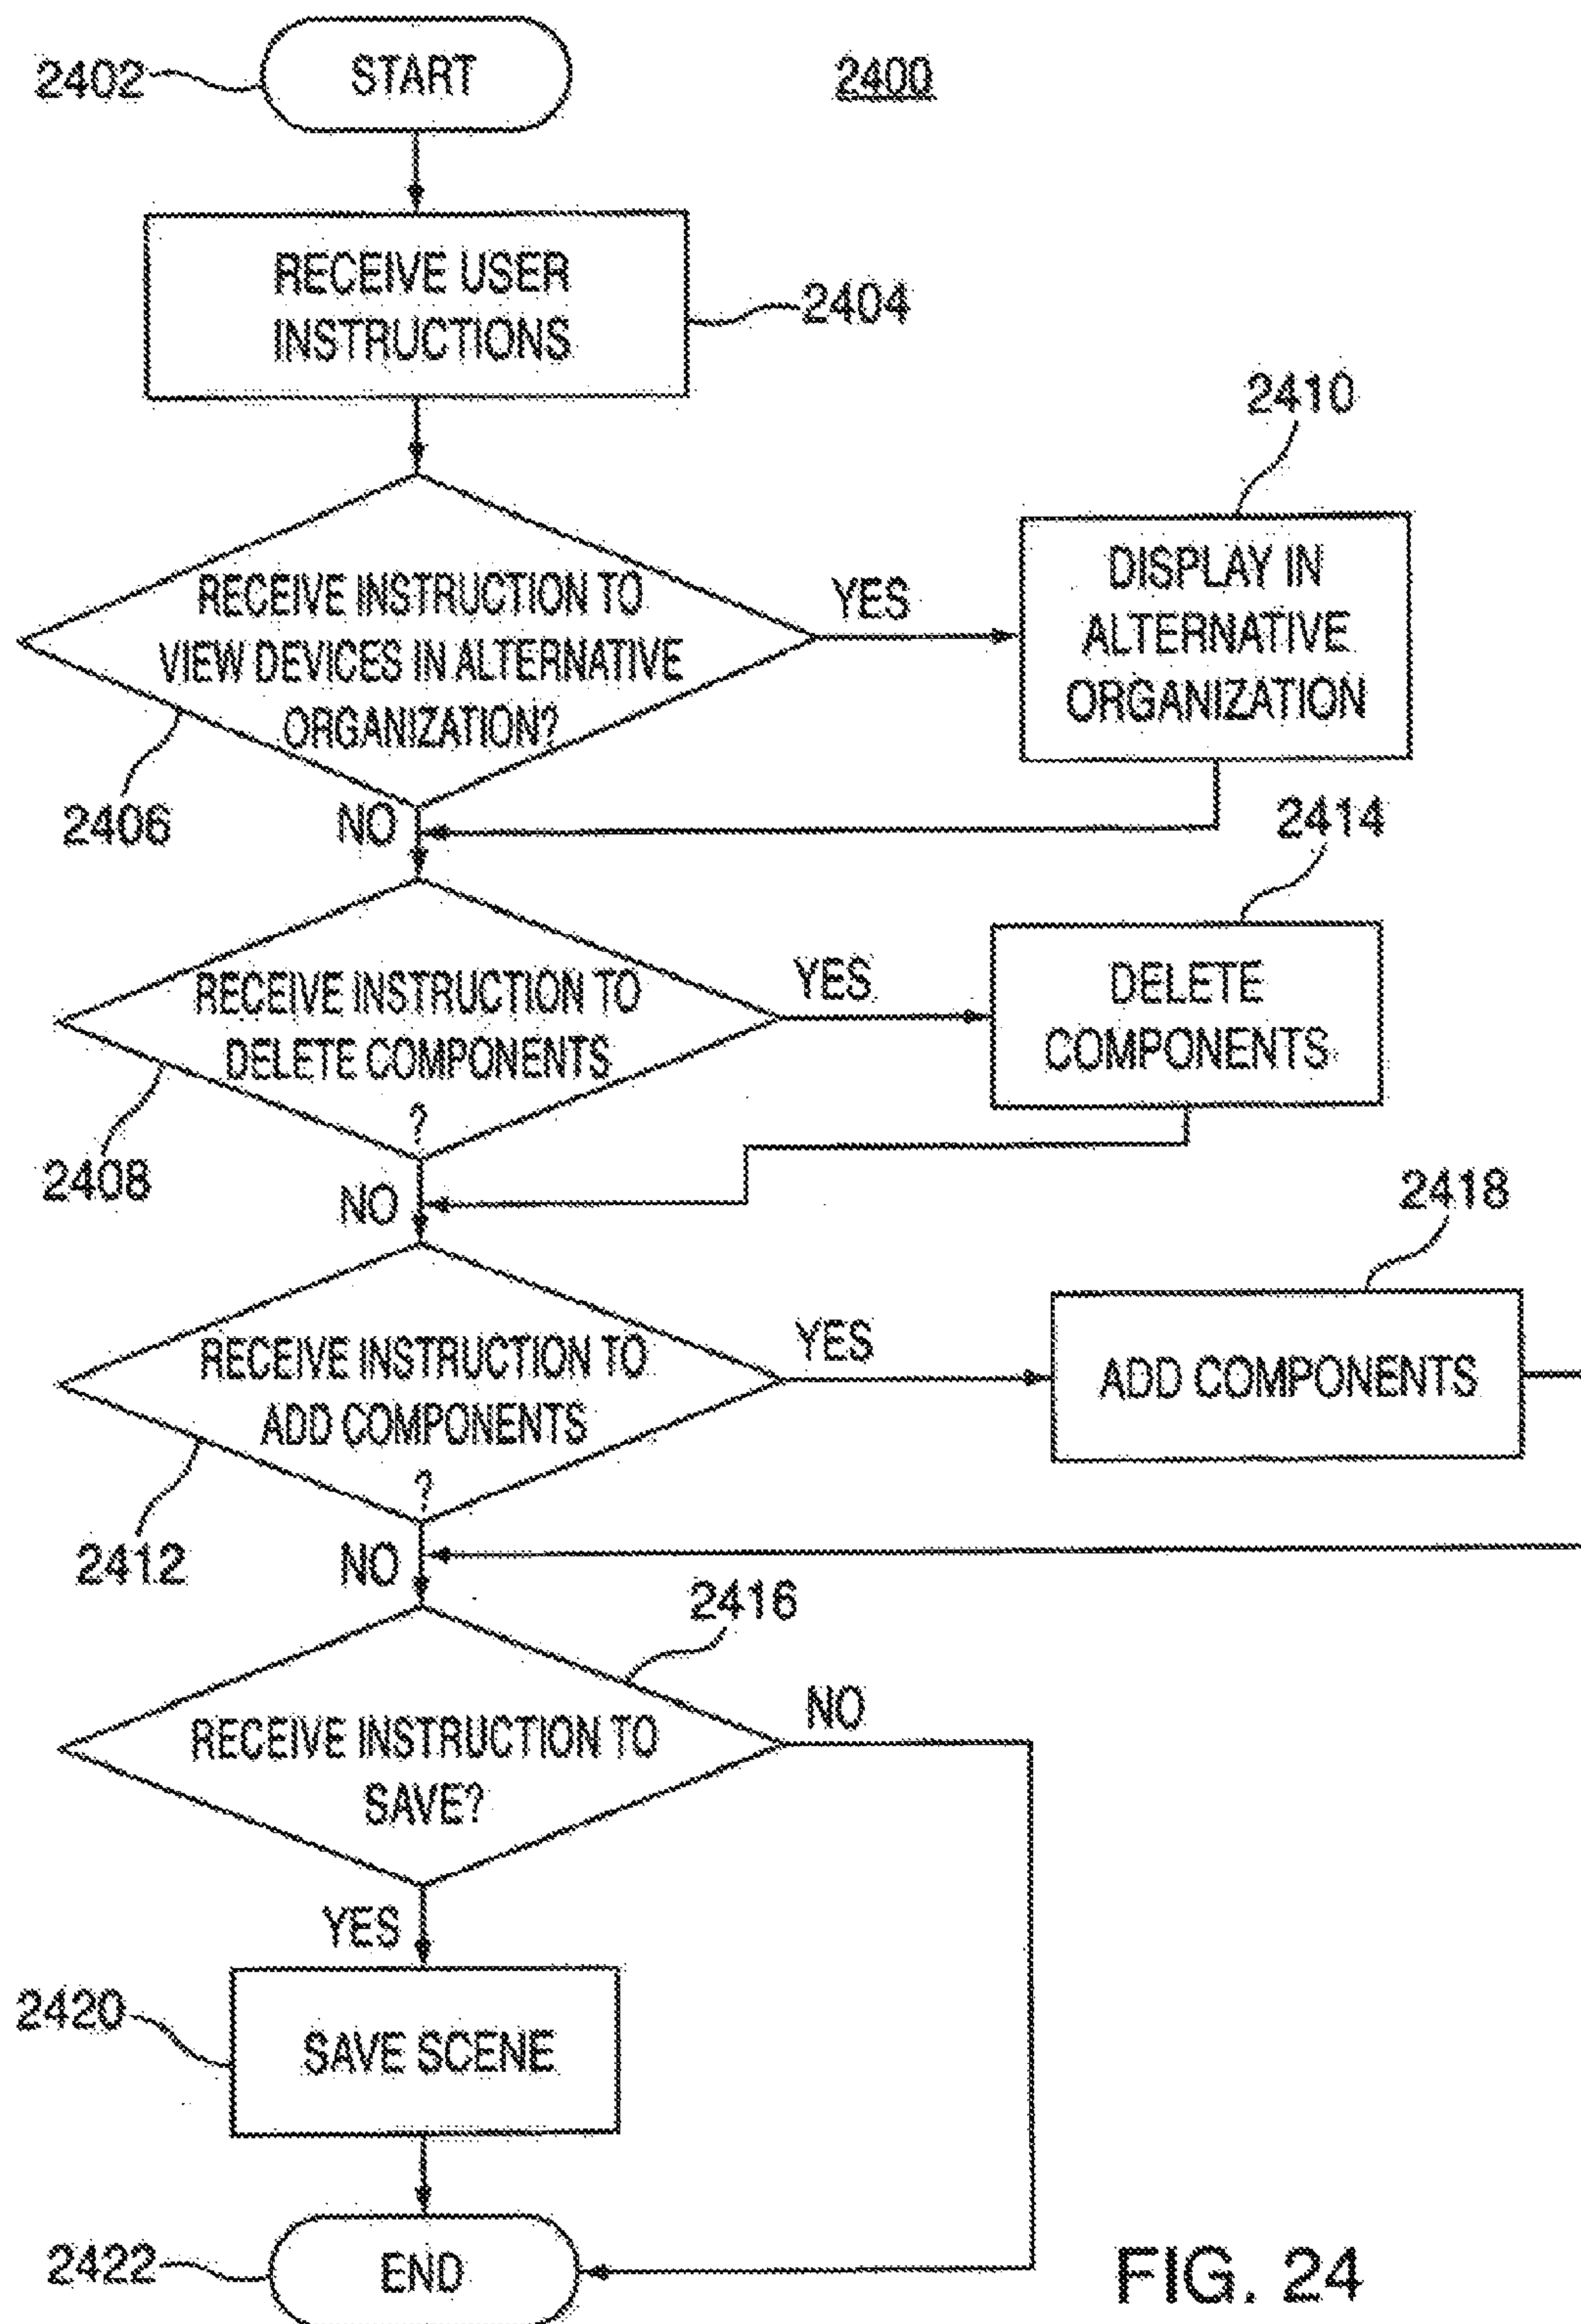 2402
START
2400
RECEIVE USER
INSTRUCTIONS
2404
2410
RECEIVE INSTRUCTION TO
VIEW DEVICES IN ALTERNATIVE
ORGANIZATION?
YES
DISPLAY IN
ALTERNATIVE
ORGANIZATION
2406
NO
2414
RECEIVE INSTRUCTION TO
DELETE COMPONENTS
?
YES
DELETE
COMPONENTS
2408
NO
2418
RECEIVE INSTRUCTION TO
ADD COMPONENTS
?
YES
ADD COMPONENTS
2412
NO
2416
RECEIVE INSTRUCTION TO
SAVE?
NO
YES
2420
SAVE SCENE
2422
END
FIG. 24